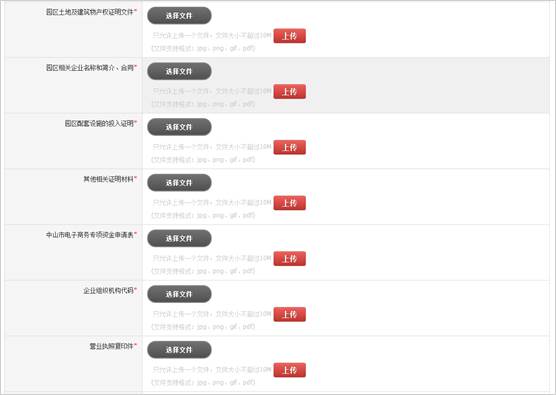 园区土地及建筑物产权证明文件*
选择文件
只允许上传一个文件，文件大小不超过10M 上传
(文件支持格式: jpg、png、gif、pdf)
园区相关企业名称和简介、合同*
选择文件
只允许上传一个文件，文件大小不超过10M 上传
(文件支持格式: jpg、png、gif、pdf)
园区配套设施的投入证明*
选择文件
只允许上传一个文件，文件大小不超过10M 上传
(文件支持格式: jpg、png、gif、pdf)
其他相关证明材料*
选择文件
只允许上传一个文件，文件大小不超过10M 上传
(文件支持格式: jpg、png、gif、pdf)
中山市电子商务专项资金申请表*
选择文件
只允许上传一个文件，文件大小不超过10M 上传
(文件支持格式: jpg、png、gif、pdf)
企业组织机构代码*
选择文件
只允许上传一个文件，文件大小不超过10M 上传
(文件支持格式: jpg、png、gif、pdf)
营业执照复印件*
选择文件
只允许上传一个文件，文件大小不超过10M 上传
(文件支持格式: jpg、png、gif、pdf)